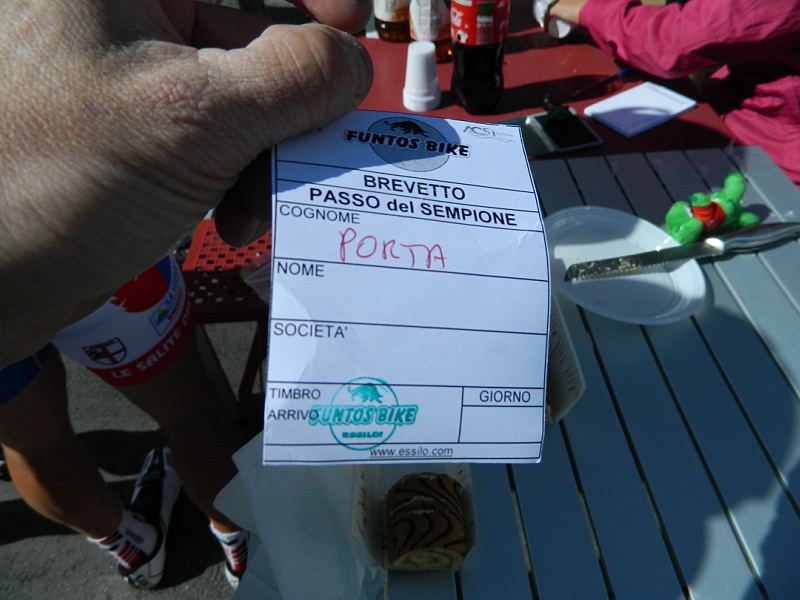 FUNTOS BIKE
ACSI
BREVETTO
PASSO del SEMPIONE
COGNOME
PORTA
NOME
SOCIETA'
TIMBRO
ARRIVO
GIORNO
FUNTOS BIKE
www.essilo.com
LE SALITE